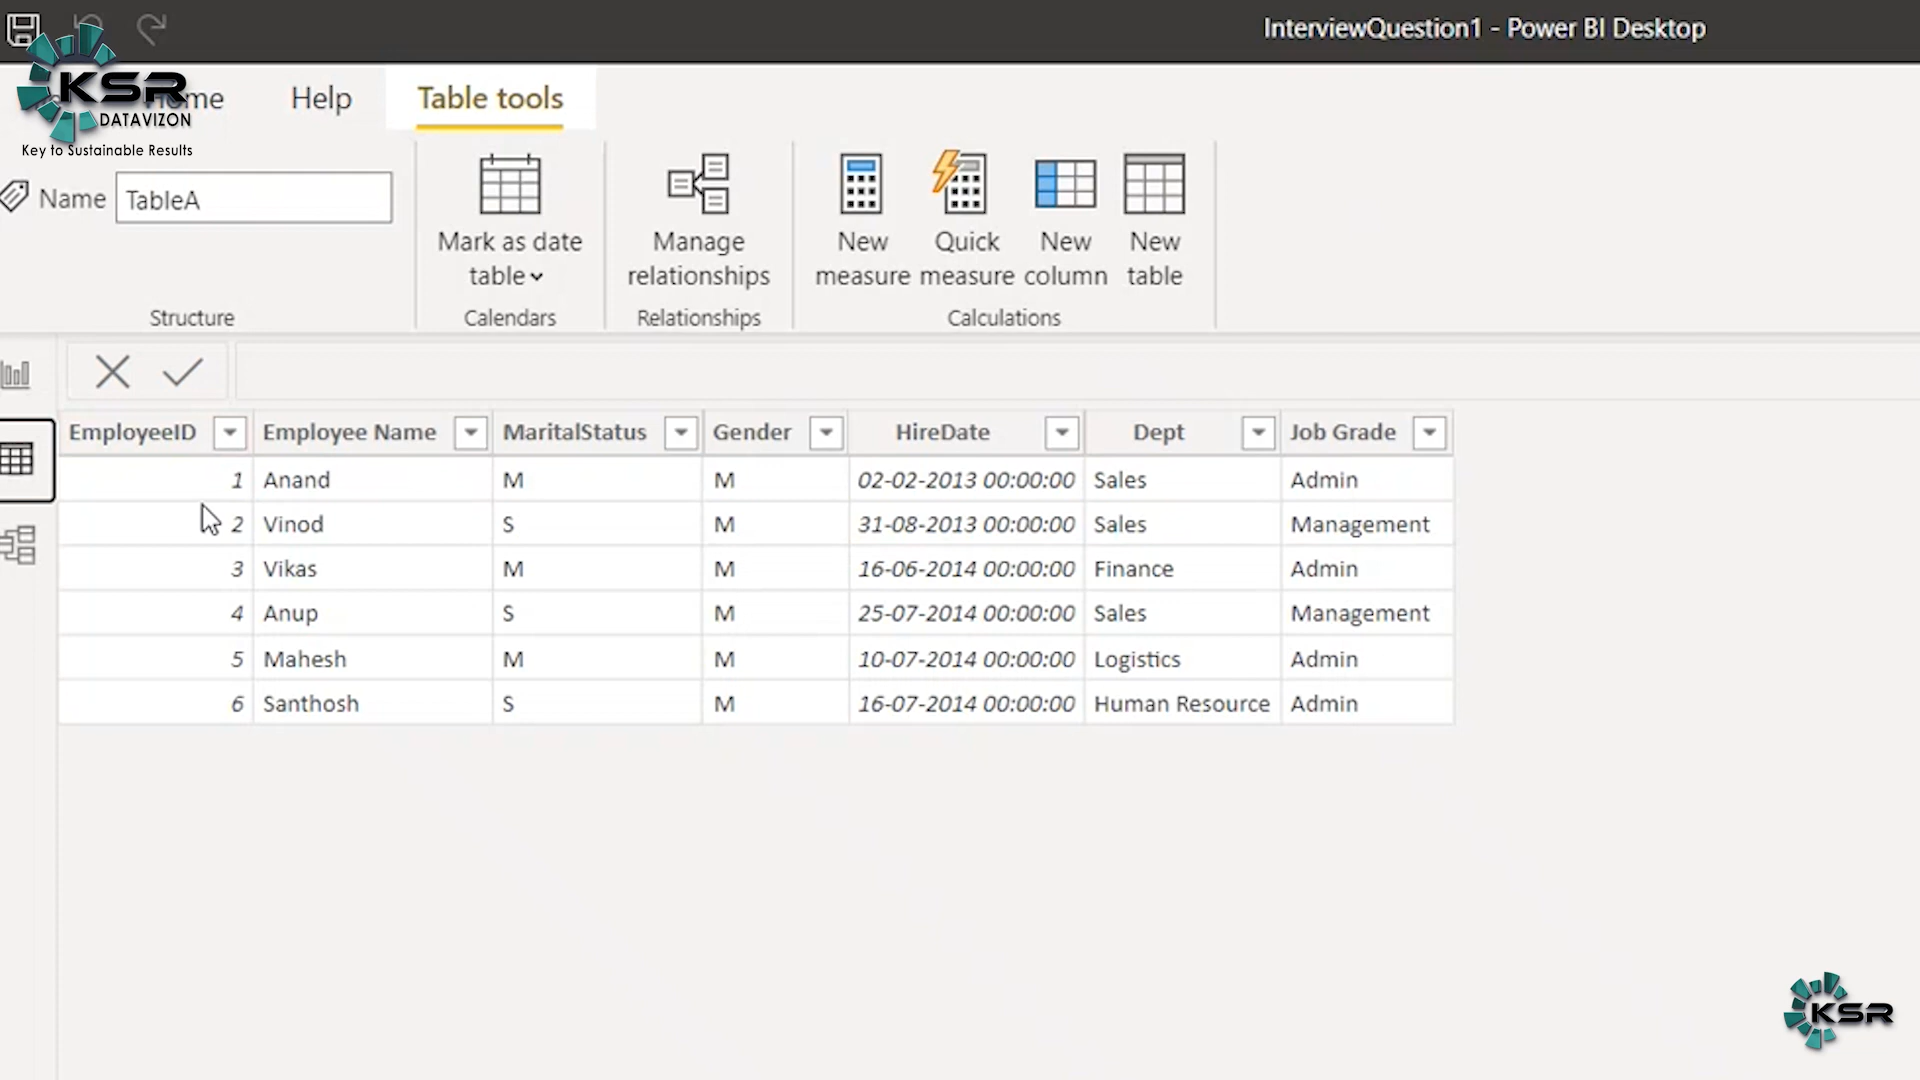 InterviewQuestion1 - Power BI Desktop
KSR
DATAVIZON
Key to Sustainable Results
Help
Table tools
Name
TableA
Mark as date
table
Manage
relationships
New
measure
Quick
measure
New
column
New
table
Structure
Calendars
Relationships
Calculations
EmployeeID Employee Name MaritalStatus Gender HireDate Dept Job Grade
1 Anand M M 02-02-2013 00:00:00 Sales Admin
2 Vinod S M 31-08-2013 00:00:00 Sales Management
3 Vikas M M 16-06-2014 00:00:00 Finance Admin
4 Anup S M 25-07-2014 00:00:00 Sales Management
5 Mahesh M M 10-07-2014 00:00:00 Logistics Admin
6 Santhosh S M 16-07-2014 00:00:00 Human Resource Admin
KSR